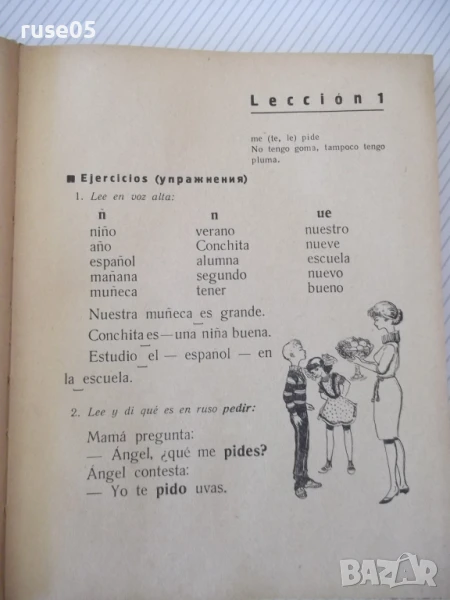 ruse05
Lección 1
me (te, le) pide
No tengo goma, tampoco tengo
pluma.
■ Ejercicios (упражнения)
1. Lee en voz alta:
ñ n ue
niño verano nuestro
año Conchita nueve
español alumna escuela
mañana segundo nuevo
muñeca tener bueno
Nuestra muñeca es grande.
Conchita es — una niña buena.
Estudio el — espanol — en
la escuela.
2. Lee y di qué es en ruso pedir:
Mamá pregunta:
— Ángel, ¿qué me pides?
Ángel contesta:
— Yo te pido uvas.
BAZAR